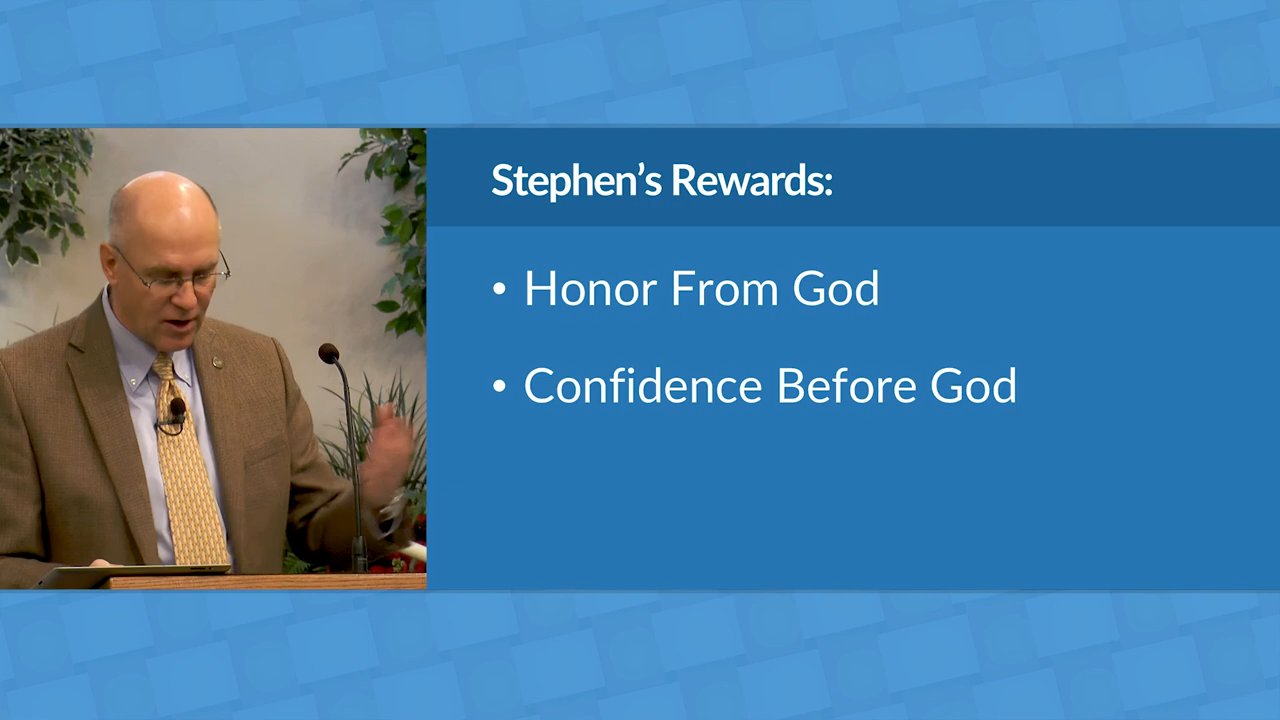 Stephen’s Rewards:
• Honor From God
• Confidence Before God